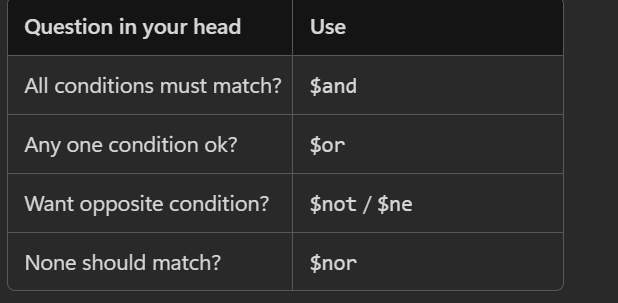 Question in your head Use
All conditions must match? $and
Any one condition ok? $or
Want opposite condition? $not / $ne
None should match? $nor